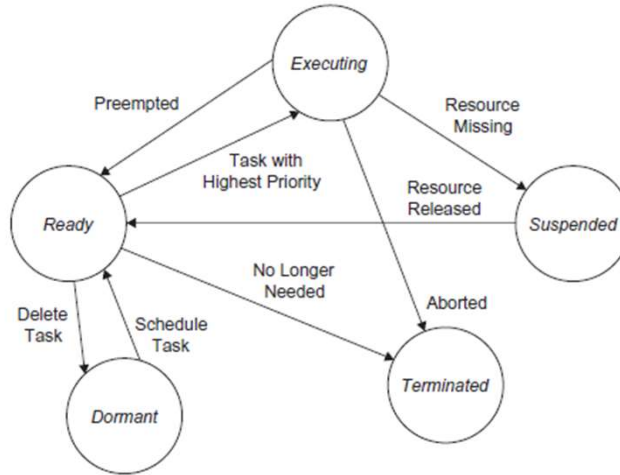 Executing
Preempted
Resource
Missing
Task with
Highest Priority
Resource
Released
Ready
Suspended
No Longer
Needed
Delete
Task
Schedule
Task
Aborted
Terminated
Dormant